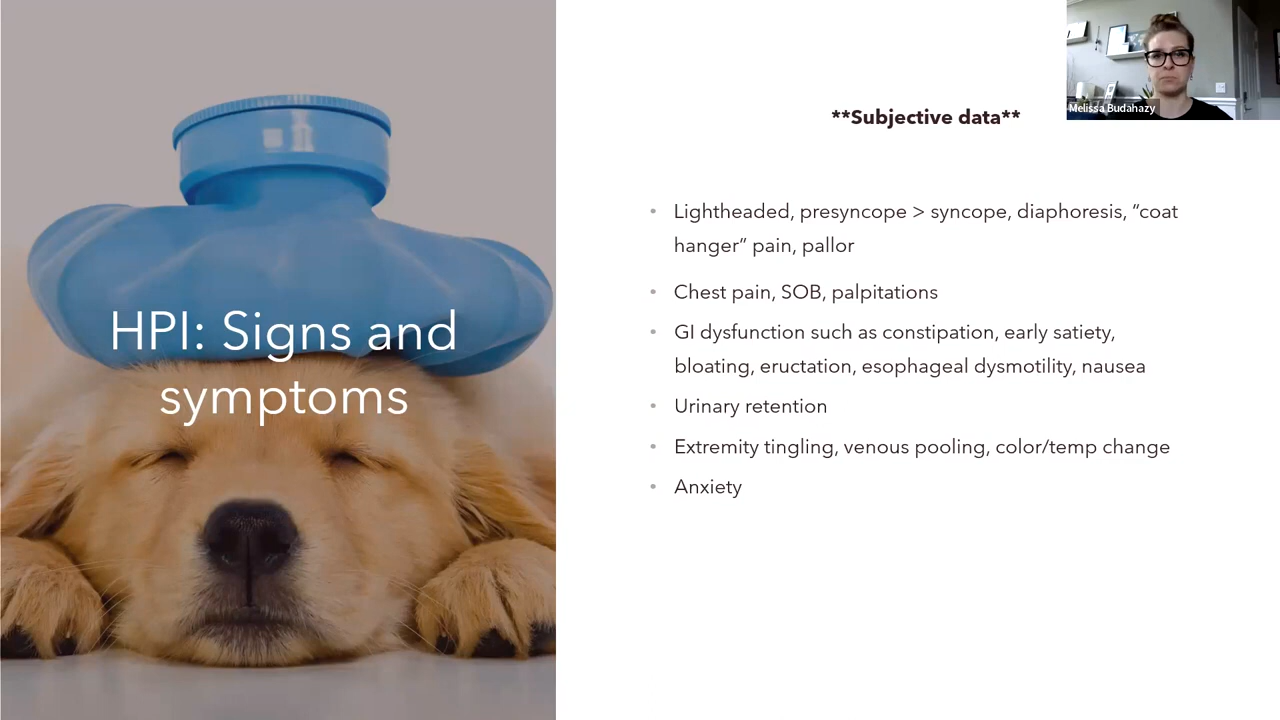 HPI: Signs and
symptoms
**Subjective data**
• Lightheaded, presyncope > syncope, diaphoresis, “coat
hanger” pain, pallor
• Chest pain, SOB, palpitations
• GI dysfunction such as constipation, early satiety,
bloating, eructation, esophageal dysmotility, nausea
• Urinary retention
• Extremity tingling, venous pooling, color/temp change
• Anxiety
Melissa Budahazy